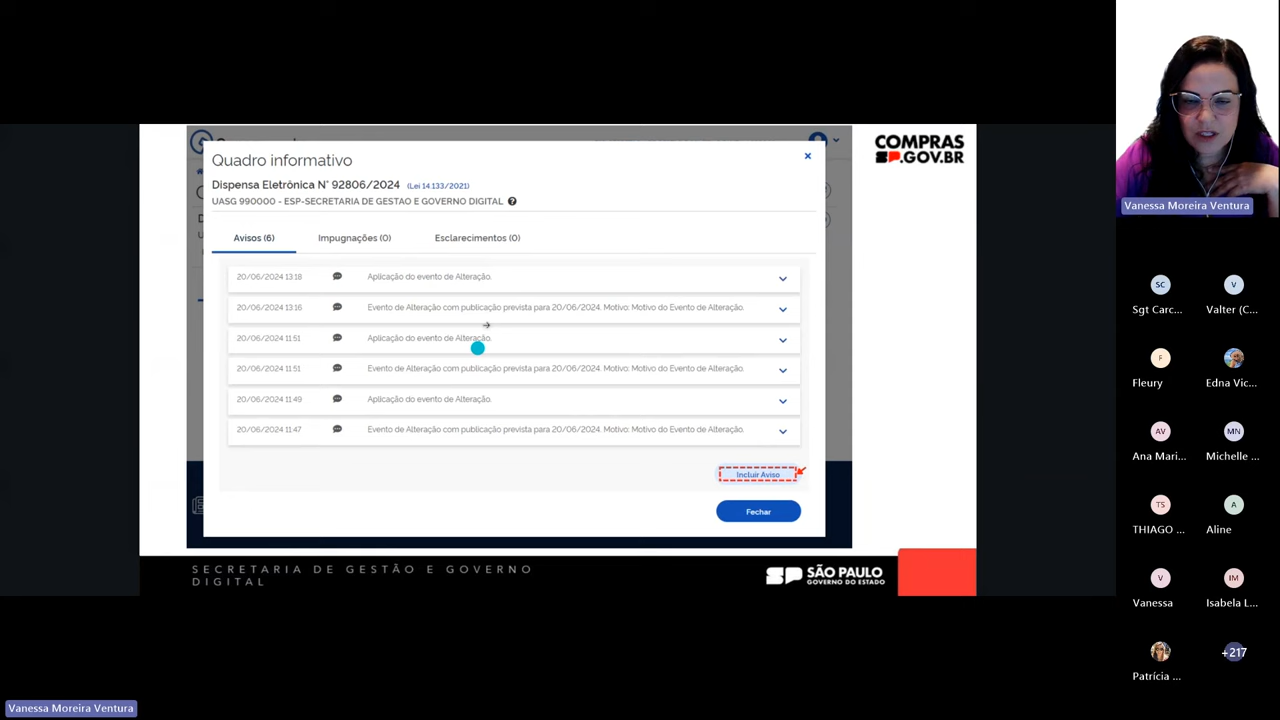 COMPRAS
SP.GOV.BR
Quadro informativo
Dispensa Eletrônica N° 92806/2024 (Lei 14.133/2021)
UASG 990000 - ESP-SECRETARIA DE GESTAO E GOVERNO DIGITAL
Avisos (6) Impugnações (0) Esclarecimentos (0)
20/06/2024 13:18 Aplicação do evento de Alteração.
20/06/2024 13:16 Evento de Alteração com publicação prevista para 20/06/2024. Motivo: Motivo do Evento de Alteração.
20/06/2024 11:51 Aplicação do evento de Alteração.
20/06/2024 11:51 Evento de Alteração com publicação prevista para 20/06/2024. Motivo: Motivo do Evento de Alteração.
20/06/2024 11:49 Aplicação do evento de Alteração.
20/06/2024 11:47 Evento de Alteração com publicação prevista para 20/06/2024. Motivo: Motivo do Evento de Alteração.
Incluir Aviso
Fechar
SECRETARIA DE GESTÃO E GOVERNO
DIGITAL
SP SÃO PAULO
GOVERNO DO ESTADO
Vanessa Moreira Ventura
SC V
Sgt Carc... Valter (C...
F
Fleury Edna Vic...
AV MN
Ana Mari... Michelle ...
TS A
THIAGO ... Aline
V IM
Vanessa Isabela L...
Patrícia ... +217
Vanessa Moreira Ventura